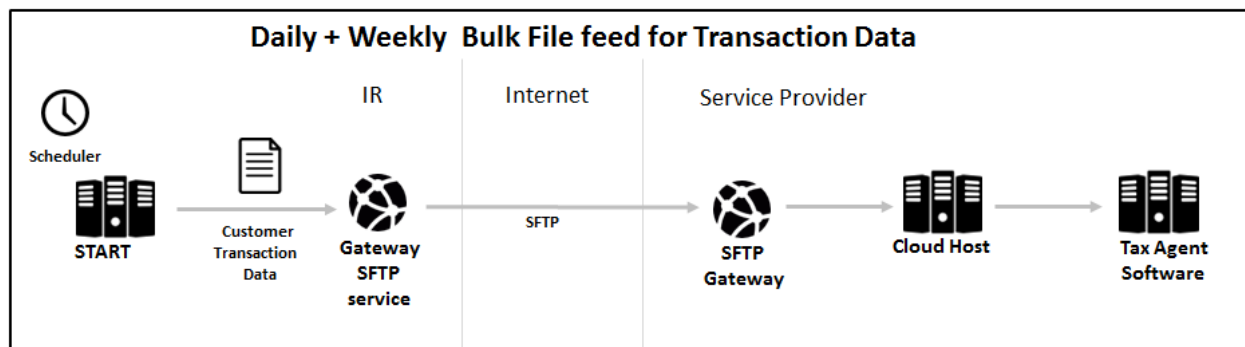 Daily + Weekly Bulk File feed for Transaction Data
IR
Internet
Service Provider
Scheduler
START
Customer
Transaction
Data
Gateway
SFTP
service
SFTP
SFTP
Gateway
Cloud Host
Tax Agent
Software